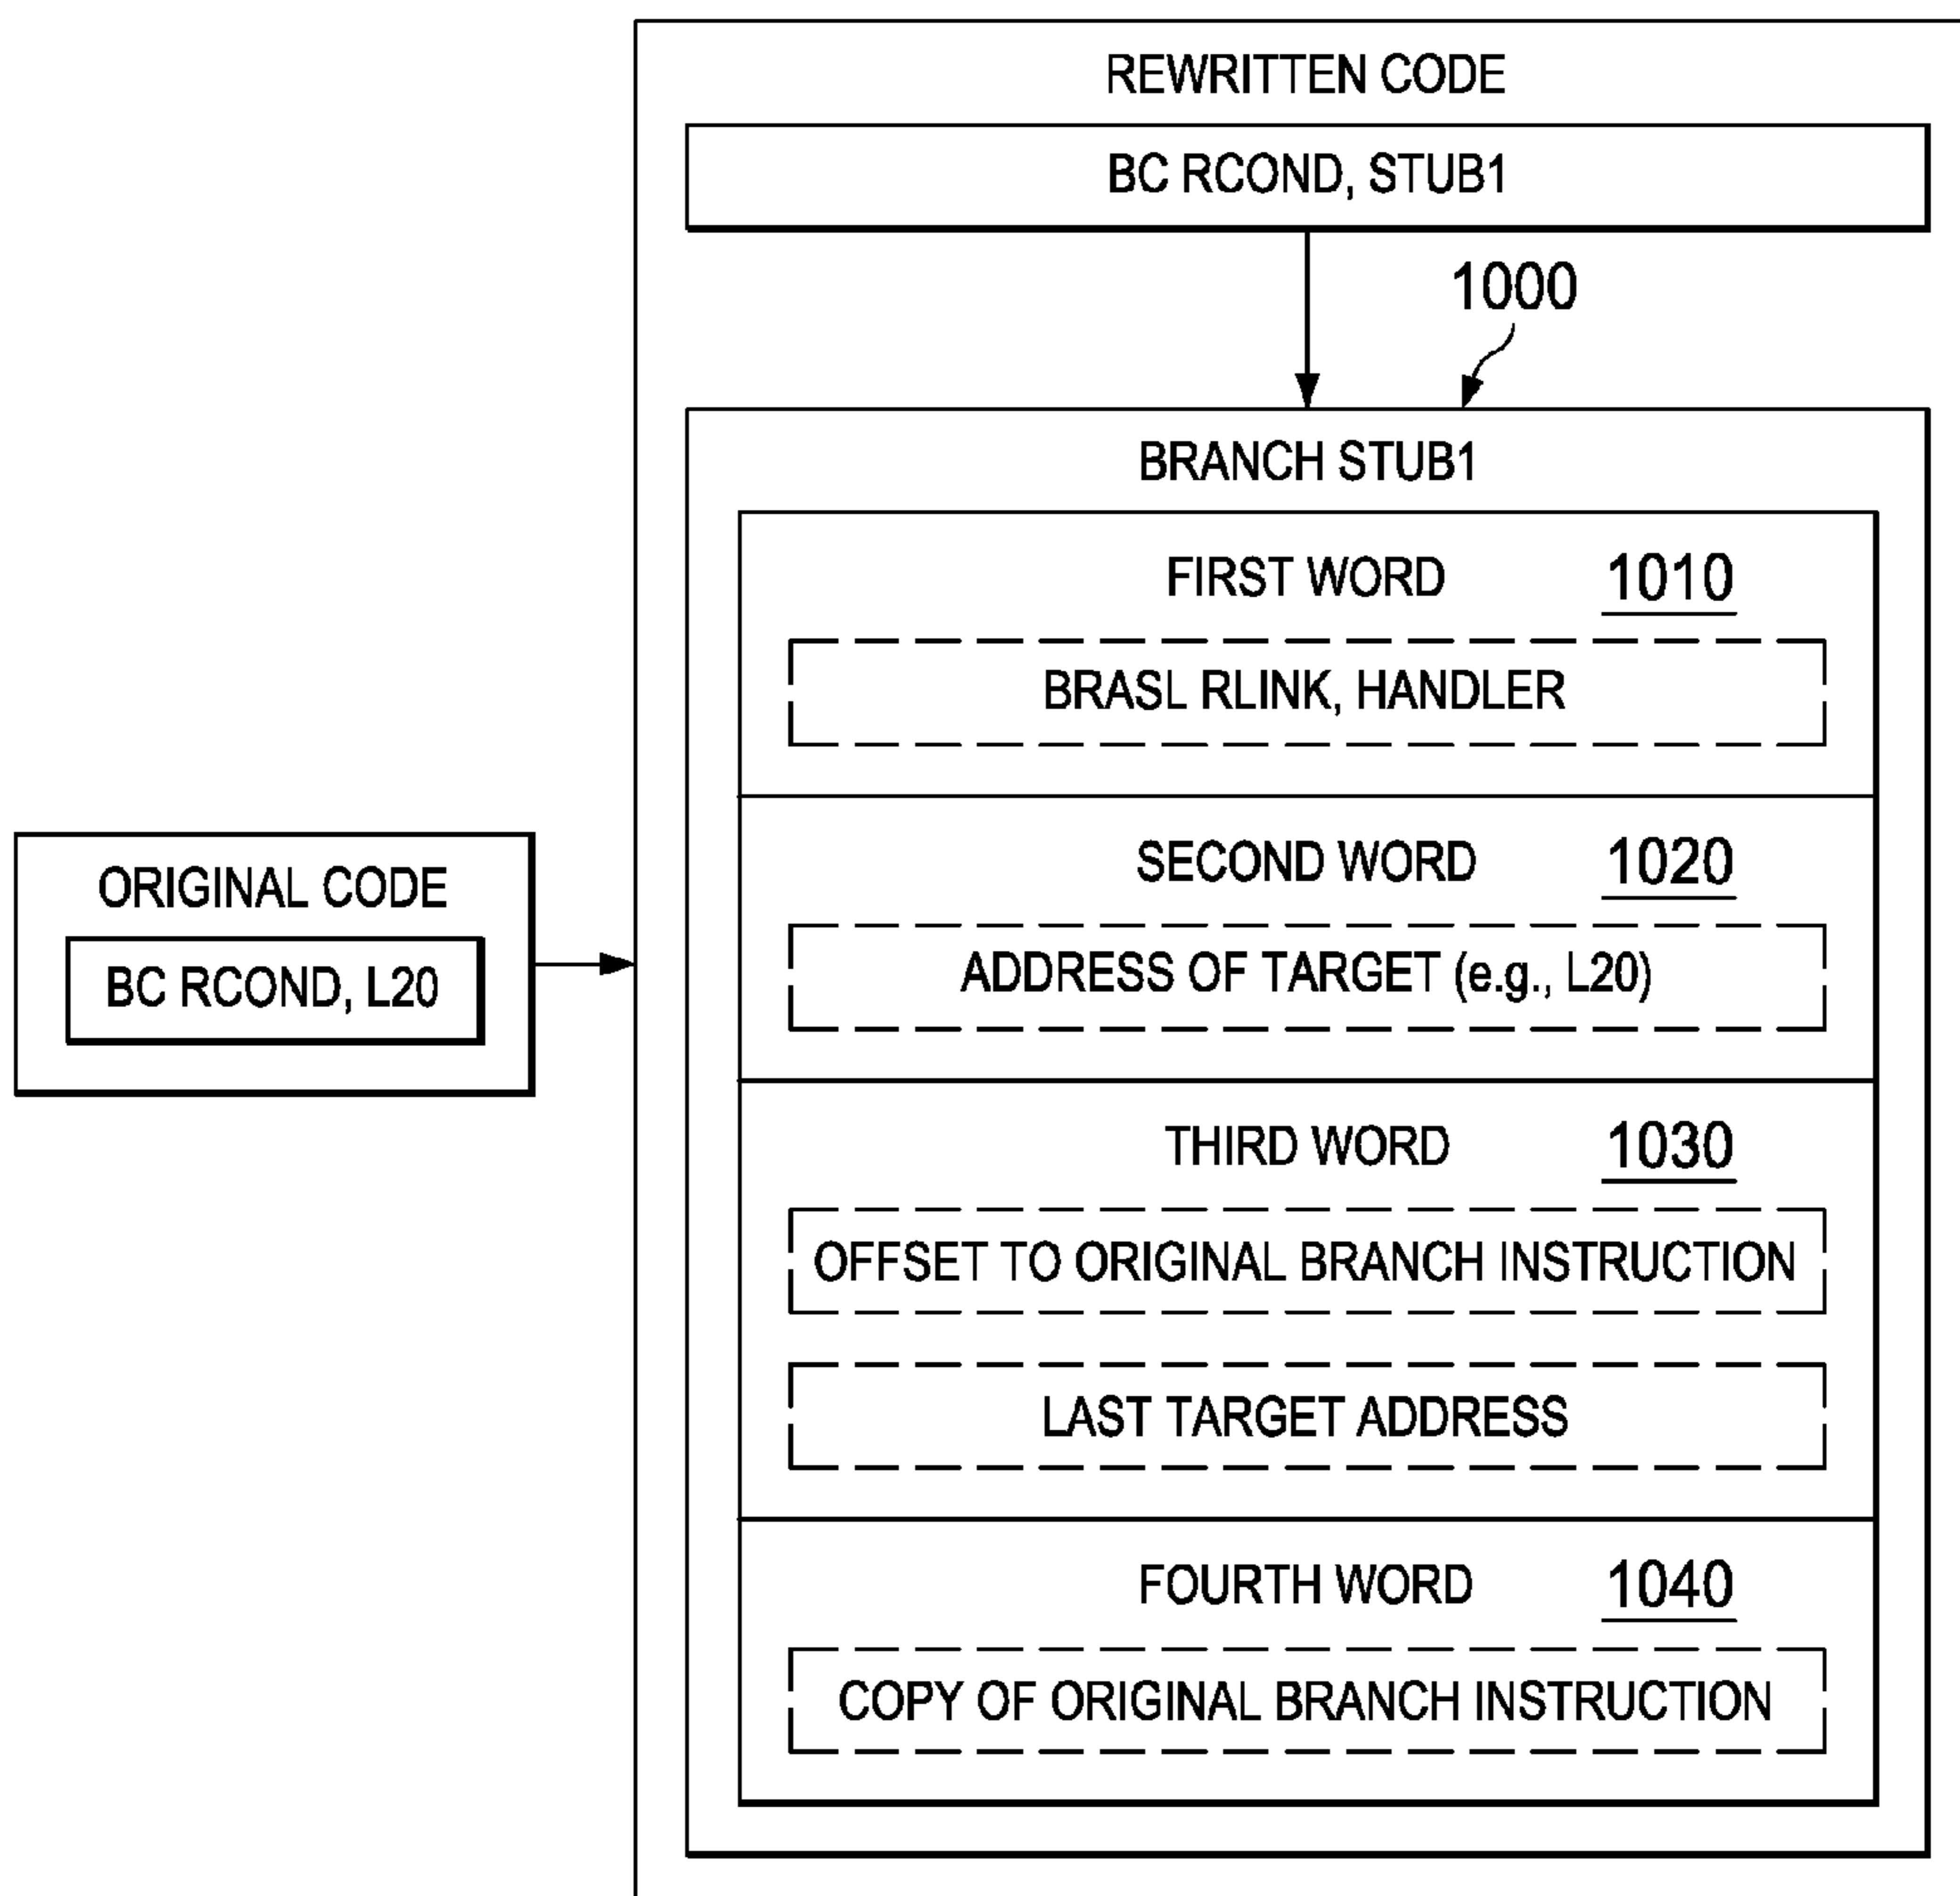 REWRITTEN CODE
BC RCOND, STUB1
1000
BRANCH STUB1
FIRST WORD 1010
BRASL RLINK, HANDLER
SECOND WORD 1020
ADDRESS OF TARGET (e.g., L20)
THIRD WORD 1030
OFFSET TO ORIGINAL BRANCH INSTRUCTION
LAST TARGET ADDRESS
FOURTH WORD 1040
COPY OF ORIGINAL BRANCH INSTRUCTION
ORIGINAL CODE
BC RCOND, L20